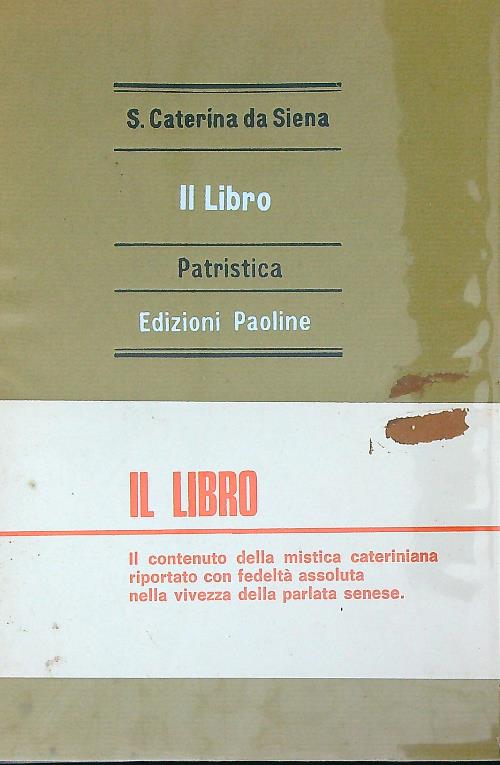 S. Caterina da Siena
Il Libro
Patristica
Edizioni Paoline
IL LIBRO
Il contenuto della mistica cateriniana
riportato con fedeltà assoluta
nella vivezza della parlata senese.